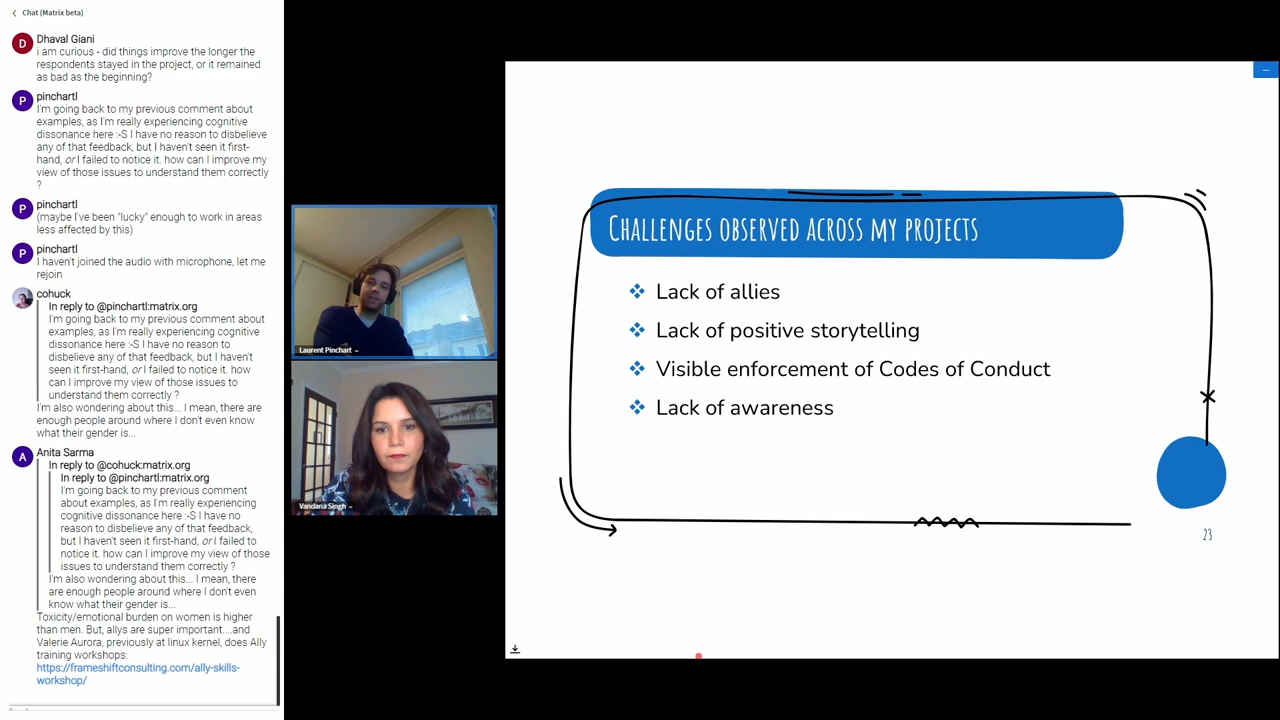 Chat (Matrix beta)
D
Dhaval Giani
i am curious - did things improve the longer the
respondents stayed in the project, or it remained
as bad as the beginning?
P
pinchartl
I'm going back to my previous comment about
examples, as I'm really experiencing cognitive
dissonance here :-S I have no reason to disbelieve
any of that feedback, but I haven't seen it first-
hand, or I failed to notice it. how can I improve my
view of those issues to understand them correctly
?
P
pinchartl
(maybe I've been "lucky" enough to work in areas
less affected by this)
P
pinchartl
I haven't joined the audio with microphone, let me
rejoin
cohuck
In reply to @pinchartl:matrix.org
I'm going back to my previous comment about
examples, as I'm really experiencing cognitive
dissonance here :-S I have no reason to
disbelieve any of that feedback, but I haven't
seen it first-hand, or I failed to notice it. how
can I improve my view of those issues to
understand them correctly ?
I'm also wondering about this... I mean, there are
enough people around where I don't even know
what their gender is...
A
Anita Sarma
In reply to @cohuck:matrix.org
In reply to @pinchartl:matrix.org
I'm going back to my previous comment
about examples, as I'm really experiencing
cognitive dissonance here :-S I have no
reason to disbelieve any of that feedback,
but I haven't seen it first-hand, or I failed to
notice it. how can I improve my view of those
issues to understand them correctly ?
I'm also wondering about this... I mean, there
are enough people around where I don't even
know what their gender is...
Toxicity/emotional burden on women is higher
than men. But, allys are super important....and
Valerie Aurora, previously at linux kernel, does Ally
training workshops:
https://frameshiftconsulting.com/ally-skills-
workshop/
Laurent Pinchart
Vandana Singh
Challenges observed across my projects
Lack of allies
Lack of positive storytelling
Visible enforcement of Codes of Conduct
Lack of awareness
23